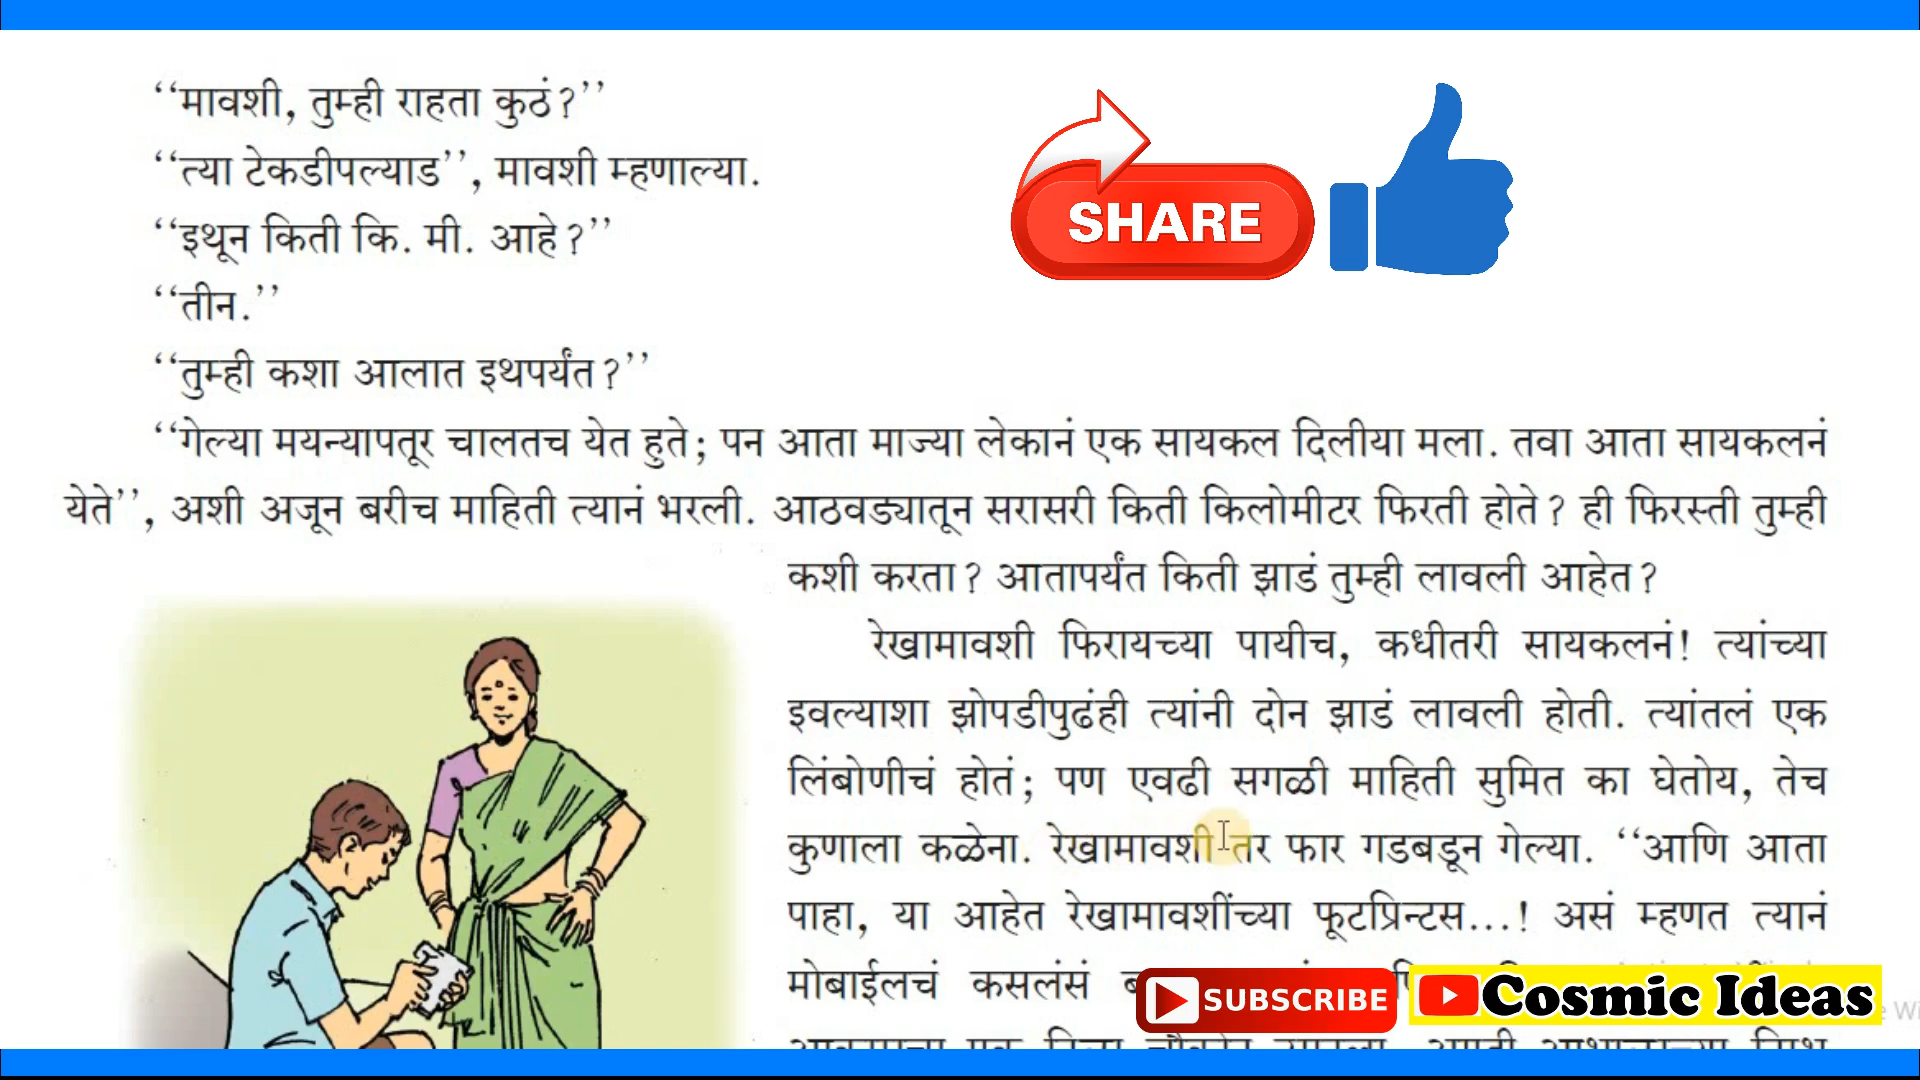 ‘‘मावशी, तुम्ही राहता कुठं?’’
‘‘त्या टेकडीपल्याड’’, मावशी म्हणाल्या.
‘‘इथून किती कि. मी. आहे?’’
‘‘तीन.’’
‘‘तुम्ही कशा आलात इथपर्यंत?’’
SHARE
‘‘गेल्या मयन्यापतूर चालतच येत हुते; पन आता माज्या लेकानं एक सायकल दिलीया मला. तवा आता सायकलनं
येते’’, अशी अजून बरीच माहिती त्यानं भरली. आठवड्यातून सरासरी किती किलोमीटर फिरती होते? ही फिरस्ती तुम्ही
कशी करता? आतापर्यंत किती झाडं तुम्ही लावली आहेत?
रेखामावशी फिरायच्या पायीच, कधीतरी सायकलनं! त्यांच्या
इवल्याशा झोपडीपुढंही त्यांनी दोन झाडं लावली होती. त्यांतलं एक
लिंबोणीचं होतं; पण एवढी सगळी माहिती सुमित का घेतोय, तेच
कुणाला कळेना. रेखामावशी तर फार गडबडून गेल्या. ‘‘आणि आता
पाहा, या आहेत रेखामावशींच्या फूटप्रिन्टस...! असं म्हणत त्यानं
मोबाईलचं कसलंसं
SUBSCRIBE
Cosmic Ideas